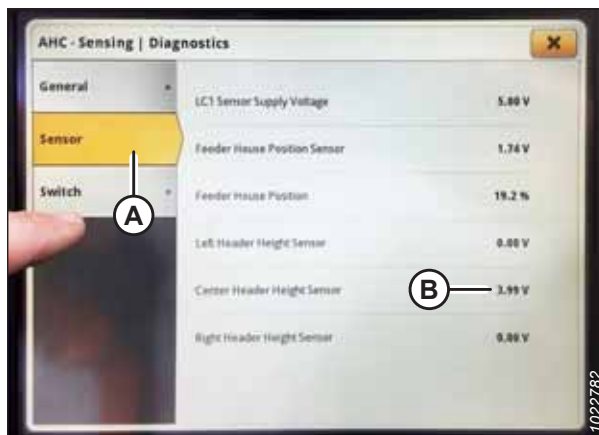 AHC - Sensing | Diagnostics
General
Sensor
Switch
A
LC1 Sensor Supply Voltage 5.00 V
Feeder House Position Sensor 1.74 V
Feeder House Position 19.2 %
Left Header Height Sensor 0.00 V
Center Header Height Sensor B 3.99 V
Right Header Height Sensor 0.00 V
1022782